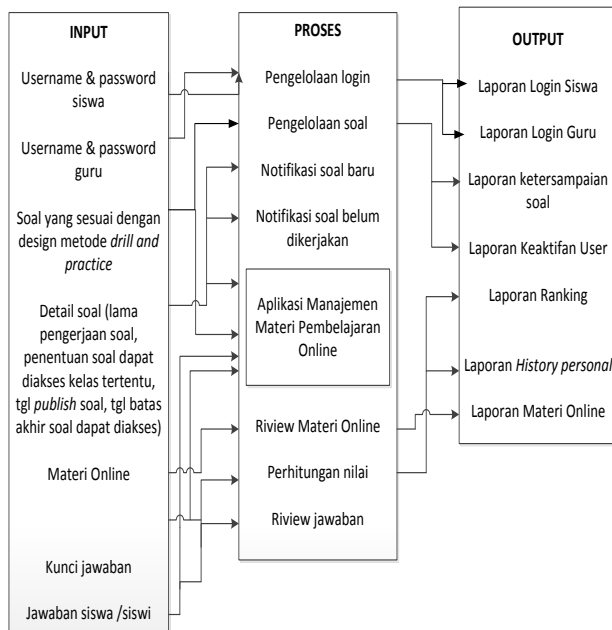 INPUT
Username & password
siswa
Username & password
guru
Soal yang sesuai dengan
design metode drill and
practice
Detail soal (lama
pengerjaan soal,
penentuan soal dapat
diakses kelas tertentu,
tgl publish soal, tgl batas
akhir soal dapat diakses)
Materi Online
Kunci jawaban
Jawaban siswa /siswi
PROSES
Pengelolaan login
Pengelolaan soal
Notifikasi soal baru
Notifikasi soal belum
dikerjakan
Aplikasi Manajemen
Materi Pembelajaran
Online
Riview Materi Online
Perhitungan nilai
Riview jawaban
OUTPUT
Laporan Login Siswa
Laporan Login Guru
Laporan ketersampaian
soal
Laporan Keaktifan User
Laporan Ranking
Laporan History personal
Laporan Materi Online